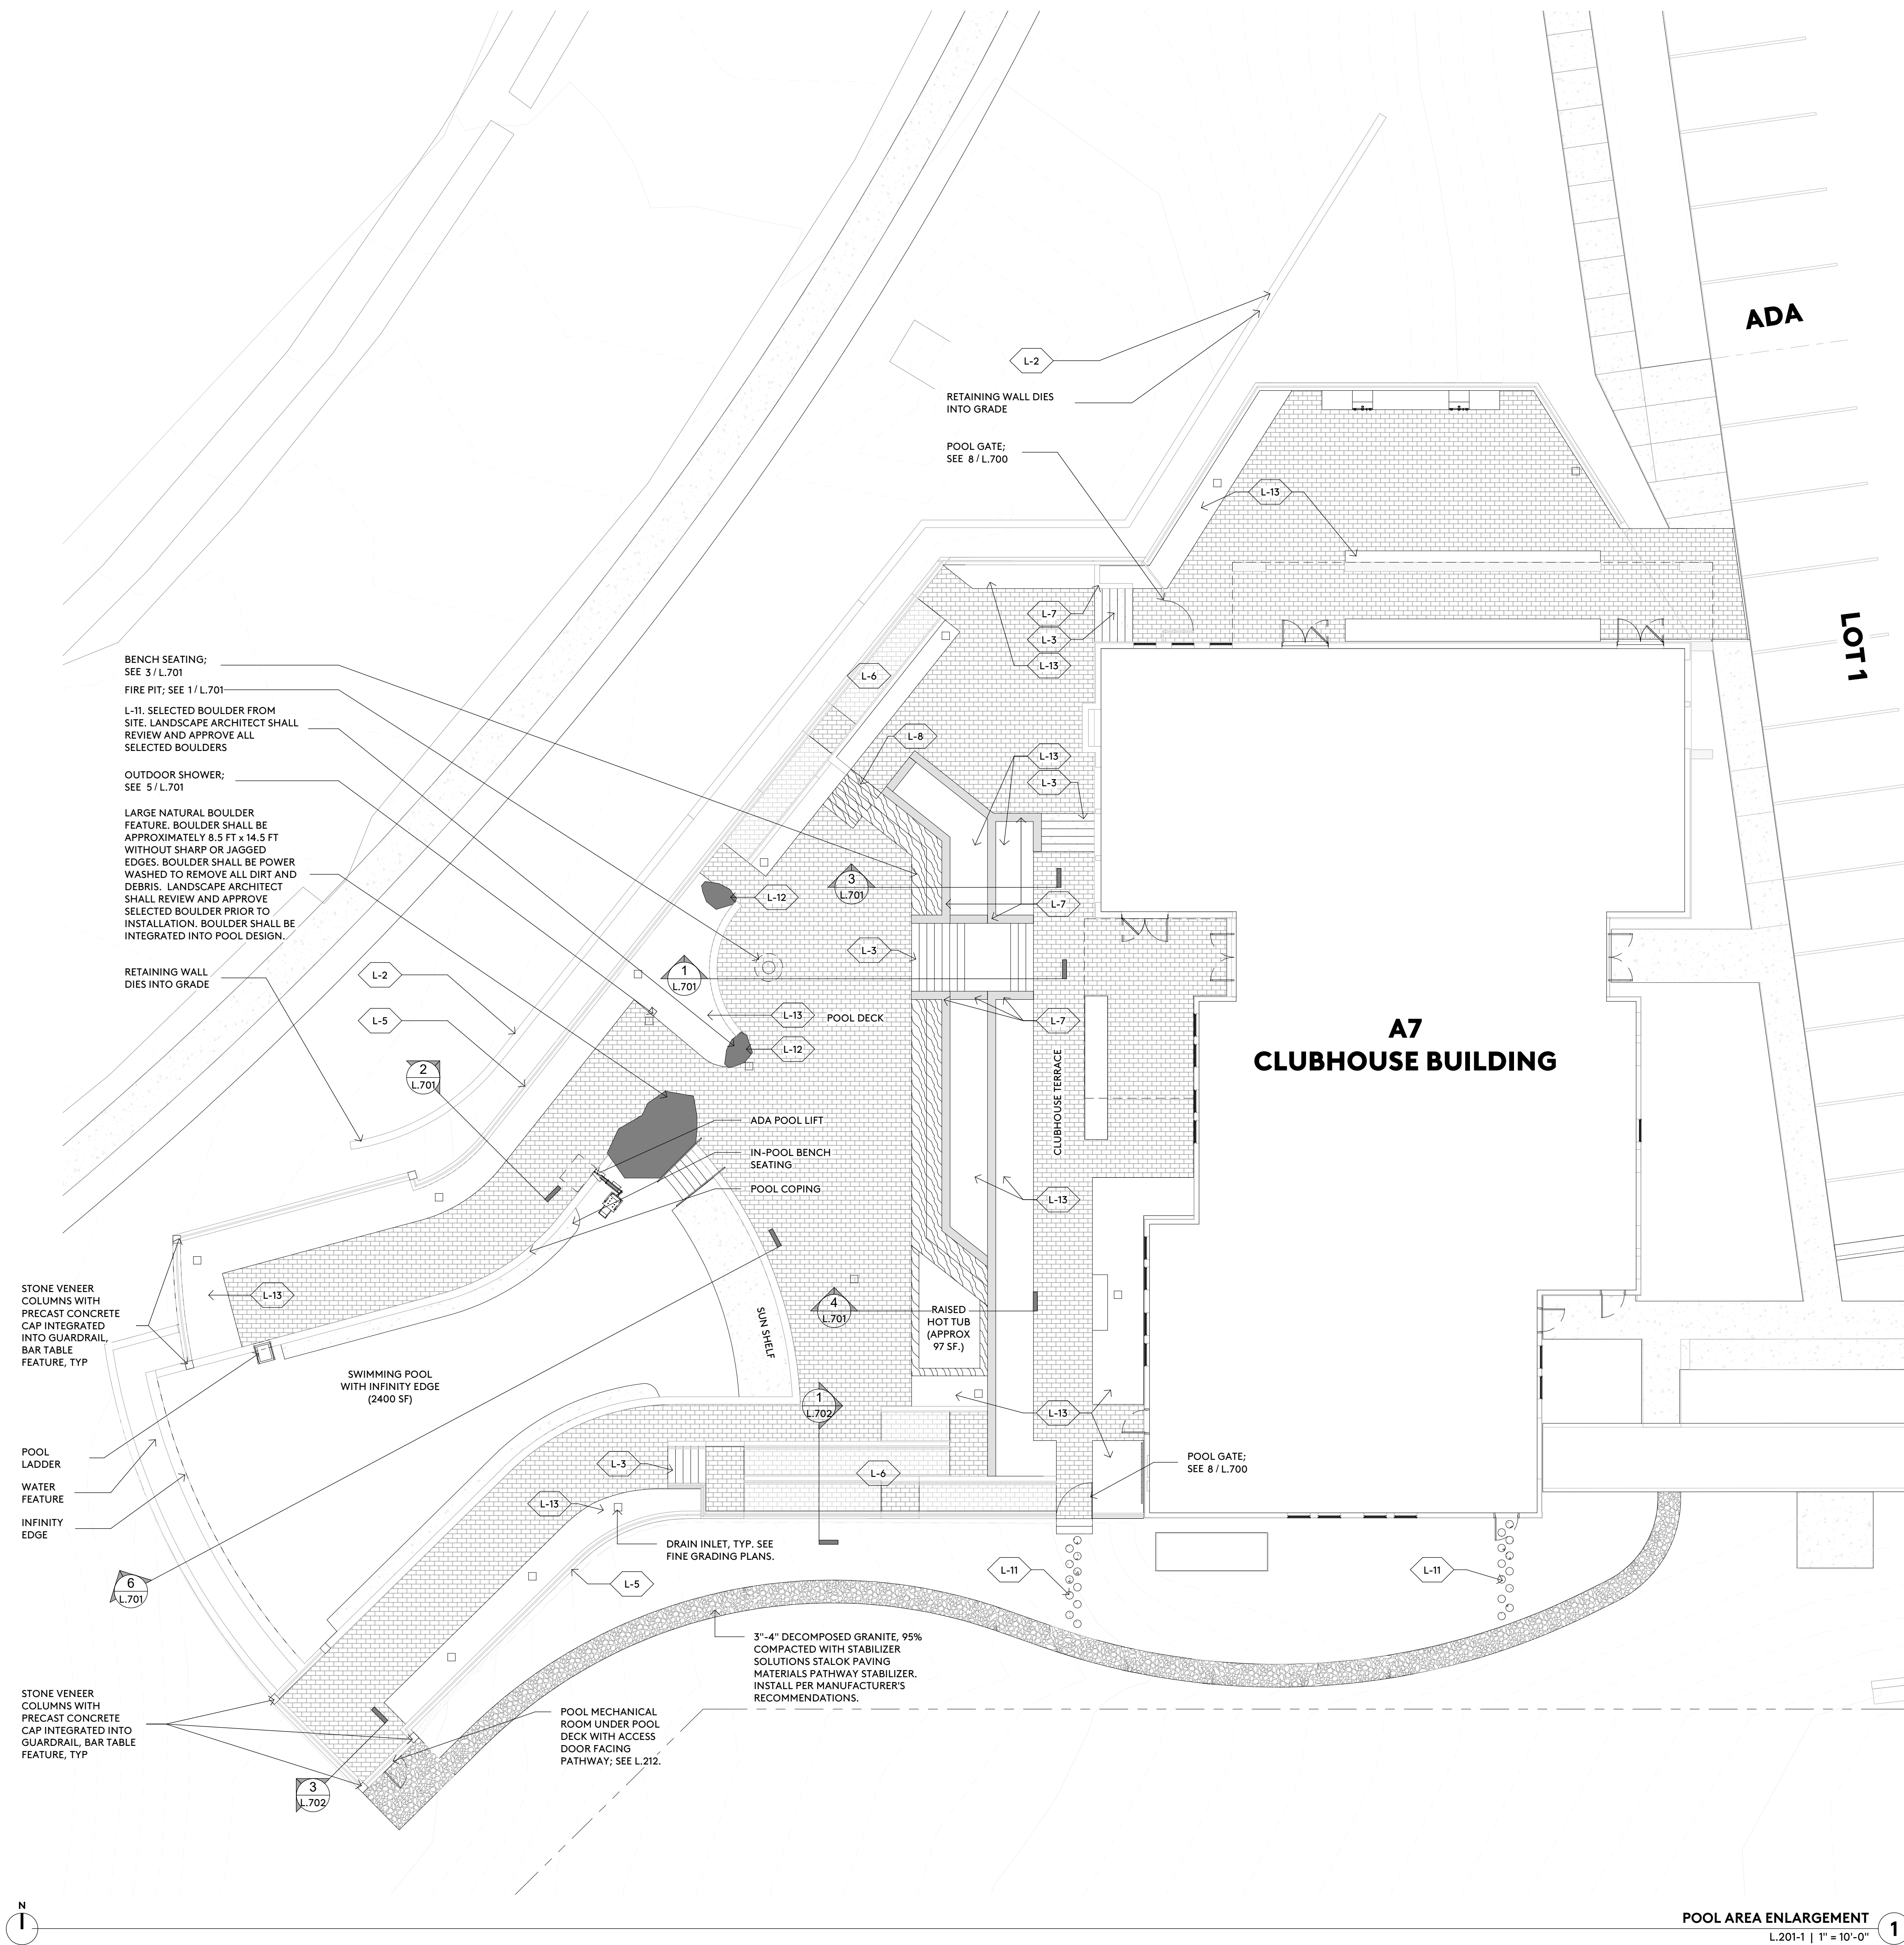 ADA
L-2
RETAINING WALL DIES
INTO GRADE
POOL GATE;
SEE 8 / L.700
L-13
LOT 1
L-7
L-3
L-13
BENCH SEATING;
SEE 3 / L.701
FIRE PIT; SEE 1 / L.701
L-11. SELECTED BOULDER FROM
SITE. LANDSCAPE ARCHITECT SHALL
REVIEW AND APPROVE ALL
SELECTED BOULDERS
OUTDOOR SHOWER;
SEE 5 / L.701
LARGE NATURAL BOULDER
FEATURE. BOULDER SHALL BE
APPROXIMATELY 8.5 FT x 14.5 FT
WITHOUT SHARP OR JAGGED
EDGES. BOULDER SHALL BE POWER
WASHED TO REMOVE ALL DIRT AND
DEBRIS. LANDSCAPE ARCHITECT
SHALL REVIEW AND APPROVE
SELECTED BOULDER PRIOR TO
INSTALLATION. BOULDER SHALL BE
INTEGRATED INTO POOL DESIGN.
RETAINING WALL
DIES INTO GRADE
L-6
L-8
L-13
L-3
3
L.701
L-12
L-7
L-3
1
L.701
L-2
L-5
L-13
POOL DECK
L-7
L-12
2
L.701
CLUBHOUSE TERRACE
A7
CLUBHOUSE BUILDING
ADA POOL LIFT
IN-POOL BENCH
SEATING
POOL COPING
L-13
STONE VENEER
COLUMNS WITH
PRECAST CONCRETE
CAP INTEGRATED
INTO GUARDRAIL,
BAR TABLE
FEATURE, TYP
L-13
SUN SHELF
4
L.701
RAISED
HOT TUB
(APPROX
97 SF.)
SWIMMING POOL
WITH INFINITY EDGE
(2400 SF)
1
L.702
L-13
POOL
LADDER
WATER
FEATURE
INFINITY
EDGE
L-3
L-6
POOL GATE;
SEE 8 / L.700
L-13
DRAIN INLET, TYP. SEE
FINE GRADING PLANS.
L-5
6
L.701
L-11
L-11
3"-4" DECOMPOSED GRANITE, 95%
COMPACTED WITH STABILIZER
SOLUTIONS STALOK PAVING
MATERIALS PATHWAY STABILIZER.
INSTALL PER MANUFACTURER'S
RECOMMENDATIONS.
STONE VENEER
COLUMNS WITH
PRECAST CONCRETE
CAP INTEGRATED INTO
GUARDRAIL, BAR TABLE
FEATURE, TYP
POOL MECHANICAL
ROOM UNDER POOL
DECK WITH ACCESS
DOOR FACING
PATHWAY; SEE L.212.
3
L.702
N
POOL AREA ENLARGEMENT
1
L.201-1 | 1" = 10'-0"